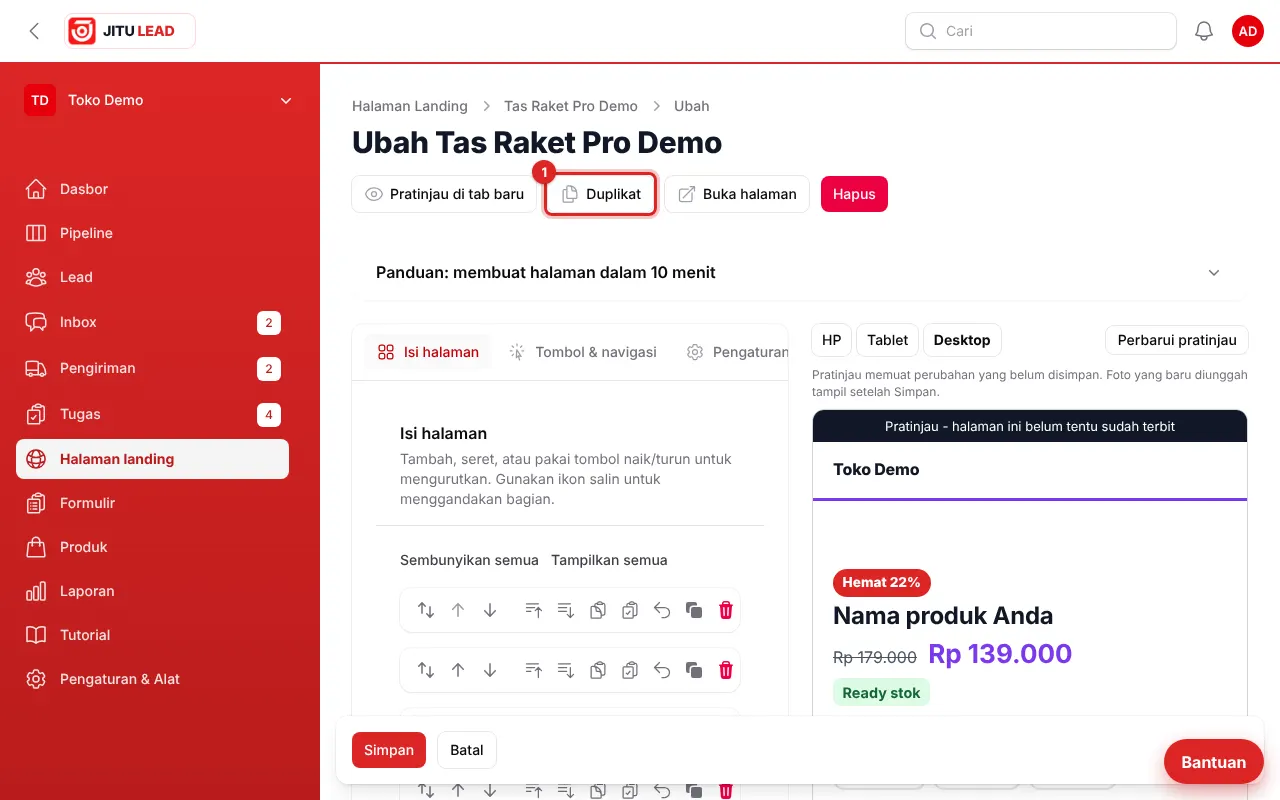 JITU LEAD
Cari
AD
TD
Toko Demo
Dasbor
Pipeline
Lead
Inbox
2
Pengiriman
2
Tugas
4
Halaman landing
Formulir
Produk
Laporan
Tutorial
Pengaturan & Alat
Halaman Landing
Tas Raket Pro Demo
Ubah
Ubah Tas Raket Pro Demo
1
Pratinjau di tab baru
Duplikat
Buka halaman
Hapus
Panduan: membuat halaman dalam 10 menit
Isi halaman
Tombol & navigasi
Pengaturan
Isi halaman
Tambah, seret, atau pakai tombol naik/turun untuk
mengurutkan. Gunakan ikon salin untuk
menggandakan bagian.
Sembunyikan semua
Tampilkan semua
HP
Tablet
Desktop
Perbarui pratinjau
Pratinjau memuat perubahan yang belum disimpan. Foto yang baru diunggah
tampil setelah Simpan.
Pratinjau - halaman ini belum tentu sudah terbit
Toko Demo
Hemat 22%
Nama produk Anda
Rp 179.000 Rp 139.000
Ready stok
Simpan
Batal
Bantuan